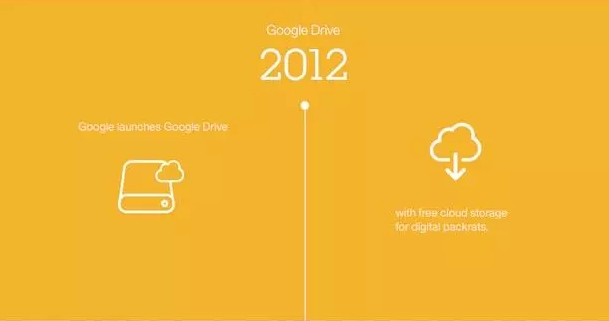 Google Drive
2012
Google launches Google Drive
with free cloud storage
for digital packrats.